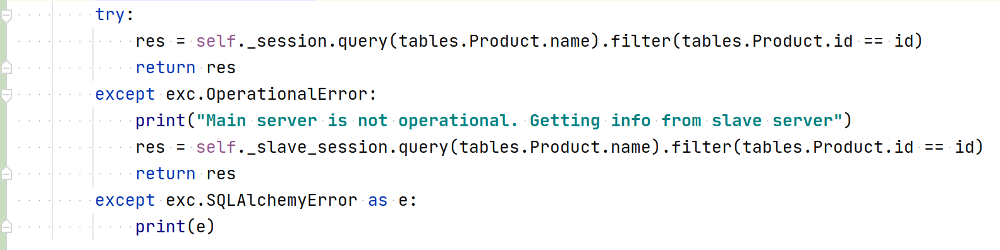 try:
res = self._session.query(tables.Product.name).filter(tables.Product.id == id)
return res
except exc.OperationalError:
print("Main server is not operational. Getting info from slave server")
res = self._slave_session.query(tables.Product.name).filter(tables.Product.id == id)
return res
except exc.SQLAlchemyError as e:
print(e)